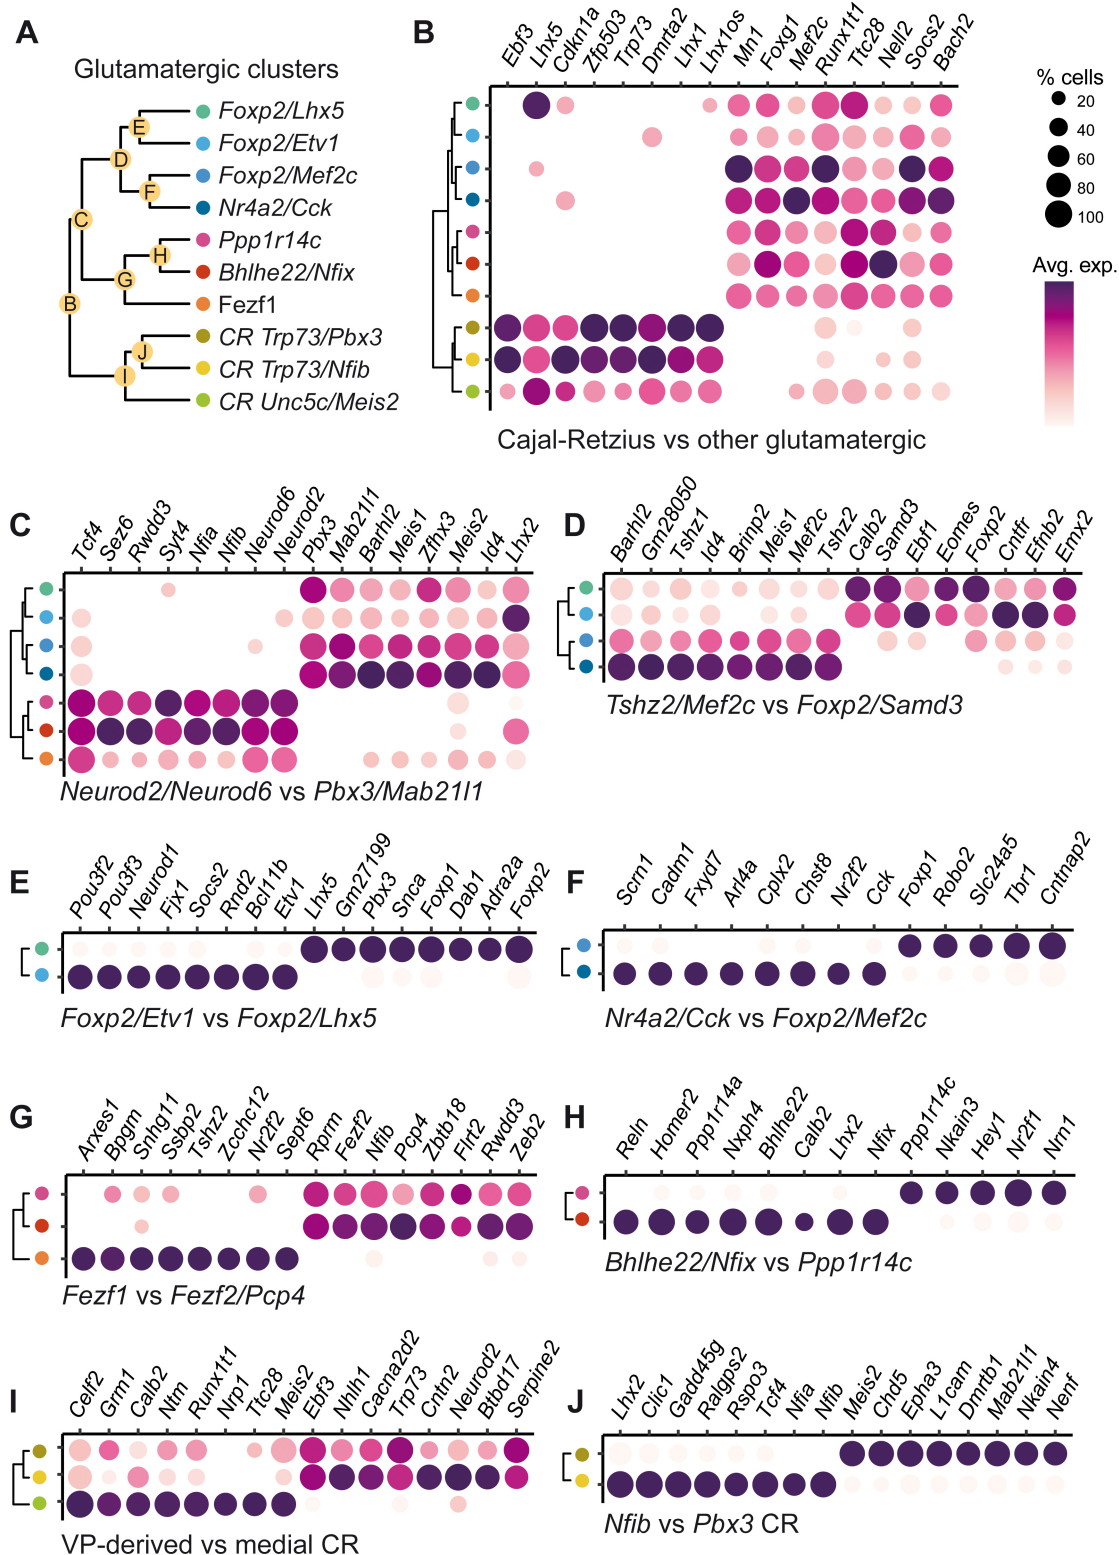 A
Glutamatergic clusters
Foxp2/Lhx5
Foxp2/Etv1
Foxp2/Mef2c
Nr4a2/Cck
Ppp1r14c
Bhlhe22/Nfix
Fezf1
CR Trp73/Pbx3
CR Trp73/Nfib
CR Unc5c/Meis2
E
D
F
C
H
G
B
J
I
B
Ebf3 Lhx5 Cdkn1a Zfp503 Trp73 Dmrta2 Lhx1 Lhx1os Mn1 Foxg1 Mef2c Runx1t1 Ttc28 Nell2 Socs2 Bach2
Cajal-Retzius vs other glutamatergic
% cells
20
40
60
80
100
Avg. exp.
C
Tcf4 Sez6 Rwdd3 Syt4 Nfia Nfib Neurod6 Neurod2 Pbx3 Mab21l1 Barhl2 Meis1 Zfhx3 Meis2 Id4 Lhx2
Neurod2/Neurod6 vs Pbx3/Mab21l1
D
Barhl2 Gm28050 Tshz1 Id4 Brinp2 Meis1 Mef2c Tshz2 Calb2 Samd3 Ebf1 Eomes Foxp2 Cntfr Efnb2 Emx2
Tshz2/Mef2c vs Foxp2/Samd3
E
Pou3f2 Pou3f3 Neurod1 Fjx1 Socs2 Rnd2 Bcl11b Etv1 Lhx5 Gm27199 Pbx3 Snca Foxp1 Dab1 Adra2a Foxp2
Foxp2/Etv1 vs Foxp2/Lhx5
F
Scrn1 Cadm1 Fxyd7 Arl4a Cplx2 Chst8 Nr2f2 Cck Foxp1 Robo2 Slc24a5 Tbr1 Cntnap2
Nr4a2/Cck vs Foxp2/Mef2c
G
Arxes1 Bpgm Snhg11 Ssbp2 Tshz2 Zcchc12 Nr2f2 Sept6 Rprm Fezf2 Nfib Pcp4 Zbtb18 Flrt2 Rwdd3 Zeb2
Fezf1 vs Fezf2/Pcp4
H
Reln Homer2 Ppp1r14a Nxph4 Bhlhe22 Calb2 Lhx2 Nfix Ppp1r14c Nkain3 Hey1 Nr2f1 Nrn1
Bhlhe22/Nfix vs Ppp1r14c
I
Celf2 Grm1 Calb2 Ntm Runx1t1 Nrp1 Ttc28 Meis2 Ebf3 Nhlh1 Cacna2d2 Trp73 Cntn2 Neurod2 Btbd17 Serpine2
VP-derived vs medial CR
J
Lhx2 Clic1 Gadd45g Ralgps2 Rspo3 Tcf4 Nfia Nfib Meis2 Chd5 Epha3 L1cam Dmrtb1 Mab21l1 Nkain4 Nenf
Nfib vs Pbx3 CR